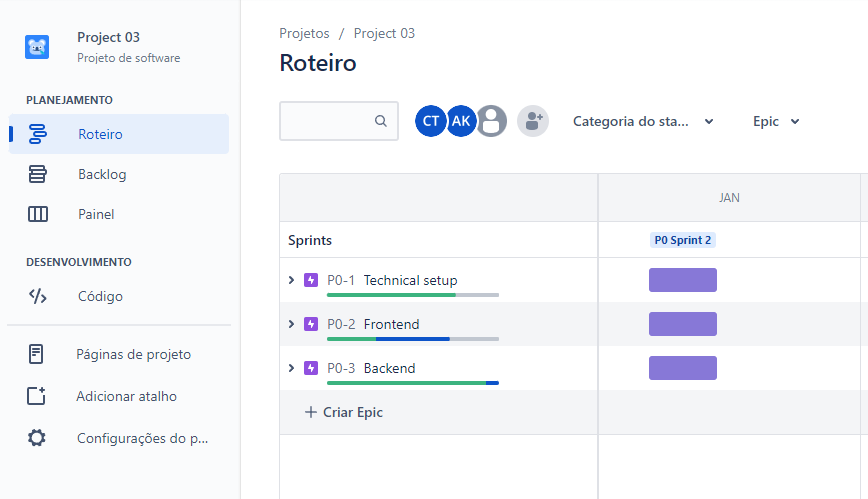 Project 03
Projeto de software
PLANEJAMENTO
Roteiro
Backlog
Painel
DESENVOLVIMENTO
Código
Páginas de projeto
Adicionar atalho
Configurações do p...
Projetos / Project 03
Roteiro
CT AK Categoria do sta... Epic
JAN
Sprints P0 Sprint 2
P0-1 Technical setup
P0-2 Frontend
P0-3 Backend
+ Criar Epic